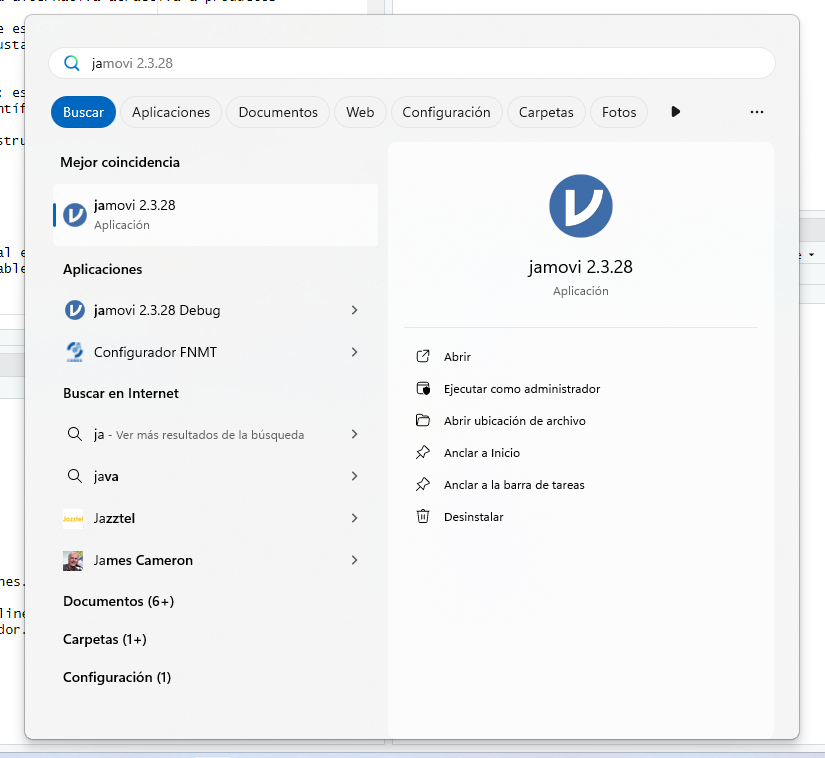 jamovi 2.3.28
Buscar
Aplicaciones
Documentos
Web
Configuración
Carpetas
Fotos
Mejor coincidencia
jamovi 2.3.28
Aplicación
Aplicaciones
jamovi 2.3.28 Debug
Configurador FNMT
Buscar en Internet
ja - Ver más resultados de la búsqueda
java
Jazztel
Jazztel
James Cameron
Documentos (6+)
Carpetas (1+)
Configuración (1)
jamovi 2.3.28
Aplicación
Abrir
Ejecutar como administrador
Abrir ubicación de archivo
Anclar a Inicio
Anclar a la barra de tareas
Desinstalar